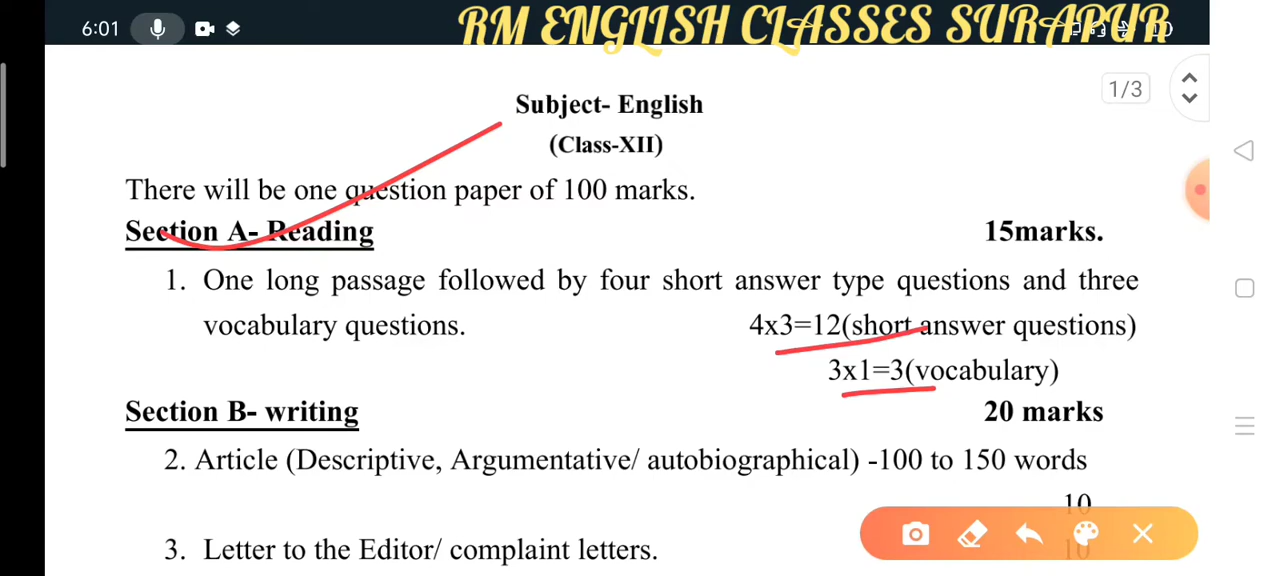 6:01
RM ENGLISH CLASSES SURAPUR
1/3
Subject- English
(Class-XII)
There will be one question paper of 100 marks.
Section A- Reading 15marks.
1. One long passage followed by four short answer type questions and three
vocabulary questions. 4x3=12(short answer questions)
3x1=3(vocabulary)
Section B- writing 20 marks
2. Article (Descriptive, Argumentative/ autobiographical) -100 to 150 words
10
3. Letter to the Editor/ complaint letters. 10